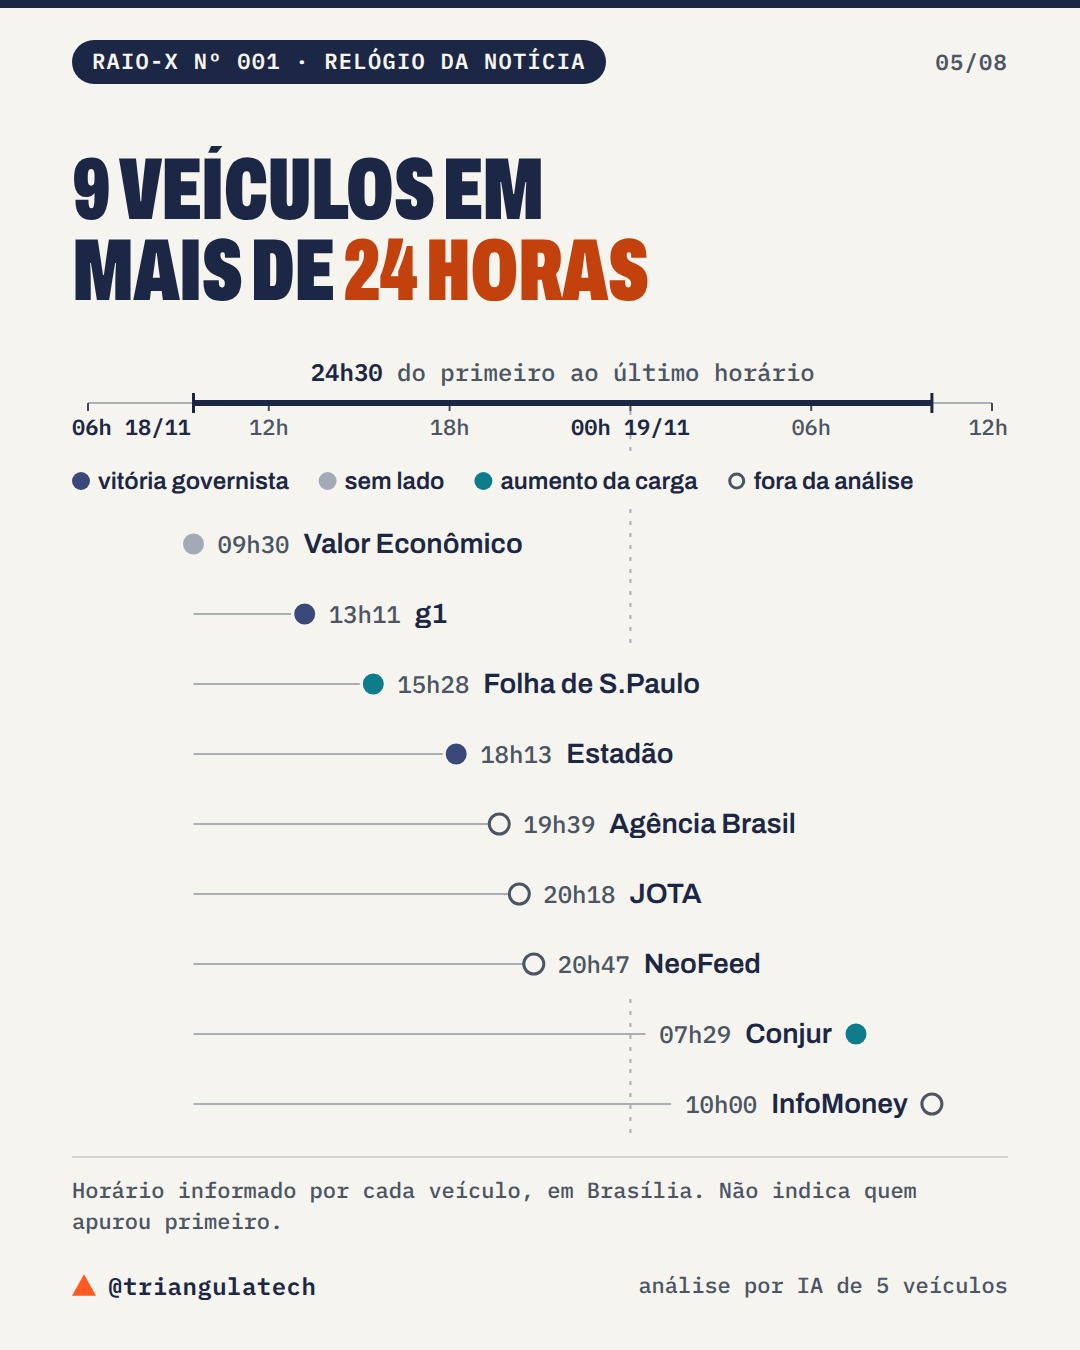 RAIO-X Nº 001 · RELÓGIO DA NOTÍCIA
05/08
9 VEÍCULOS EM
MAIS DE 24 HORAS
24h30 do primeiro ao último horário
06h 18/11 12h 18h 00h 19/11 06h 12h
vitória governista sem lado aumento da carga fora da análise
09h30 Valor Econômico
13h11 g1
15h28 Folha de S.Paulo
18h13 Estadão
19h39 Agência Brasil
20h18 JOTA
20h47 NeoFeed
07h29 Conjur
10h00 InfoMoney
Horário informado por cada veículo, em Brasília. Não indica quem
apurou primeiro.
@triangulatech
análise por IA de 5 veículos